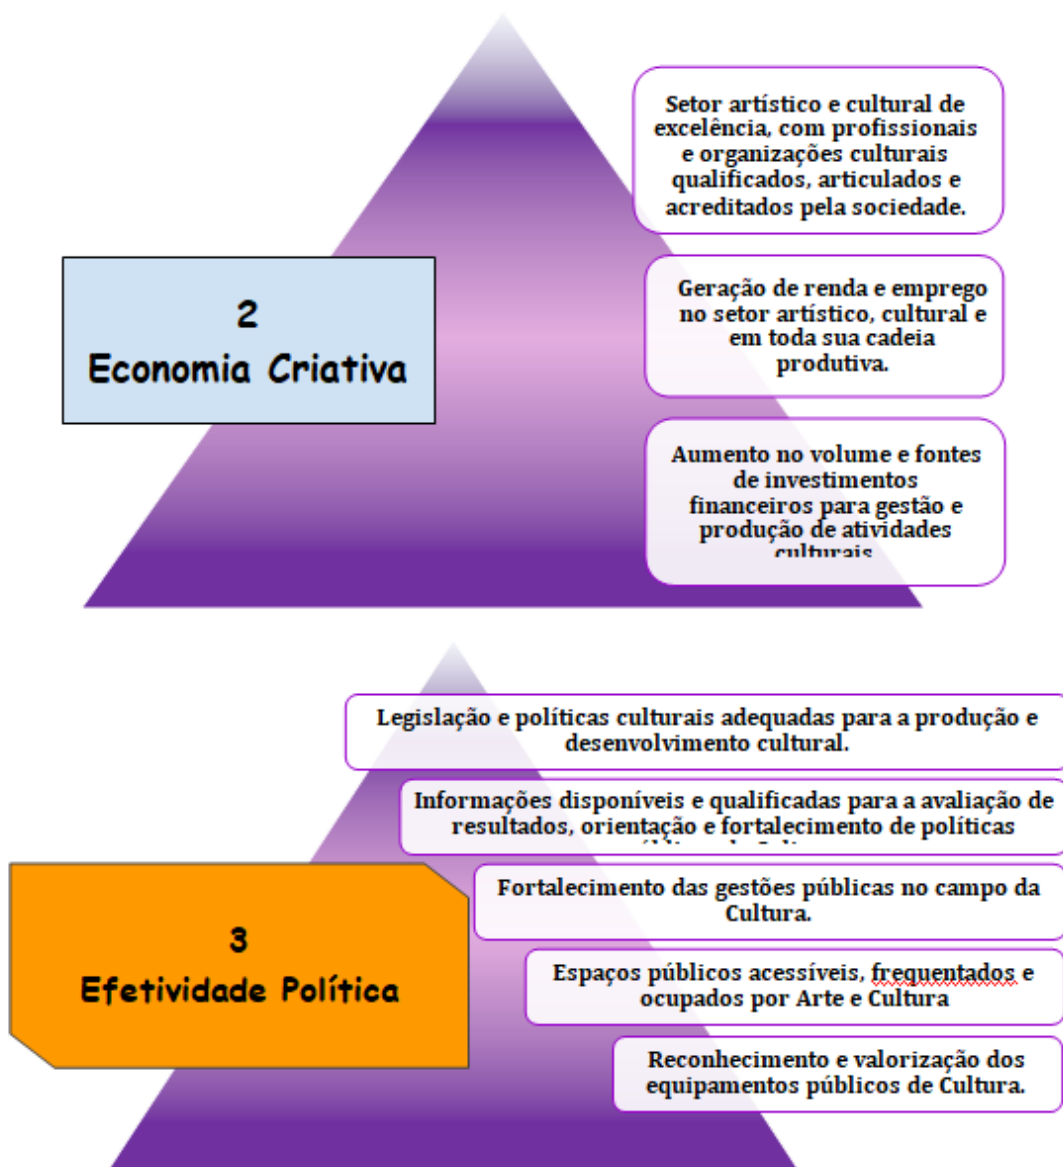 Setor artístico e cultural de
excelência, com profissionais
e organizações culturais
qualificados, articulados e
acreditados pela sociedade.
2
Economia Criativa
Geração de renda e emprego
no setor artístico, cultural e
em toda sua cadeia
produtiva.
Aumento no volume e fontes
de investimentos
financeiros para gestão e
produção de atividades
culturais
Legislação e políticas culturais adequadas para a produção e
desenvolvimento cultural.
Informações disponíveis e qualificadas para a avaliação de
resultados, orientação e fortalecimento de políticas
3
Efetividade Política
Fortalecimento das gestões públicas no campo da
Cultura.
Espaços públicos acessíveis, frequentados e
ocupados por Arte e Cultura
Reconhecimento e valorização dos
equipamentos públicos de Cultura.